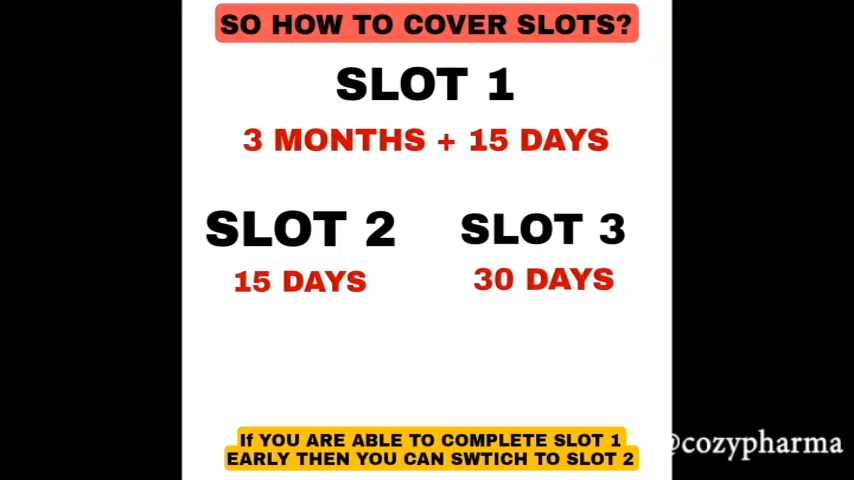 SO HOW TO COVER SLOTS?
SLOT 1
3 MONTHS + 15 DAYS
SLOT 2
15 DAYS
SLOT 3
30 DAYS
If YOU ARE ABLE TO COMPLETE SLOT 1
EARLY THEN YOU CAN SWTICH TO SLOT 2
@cozypharma